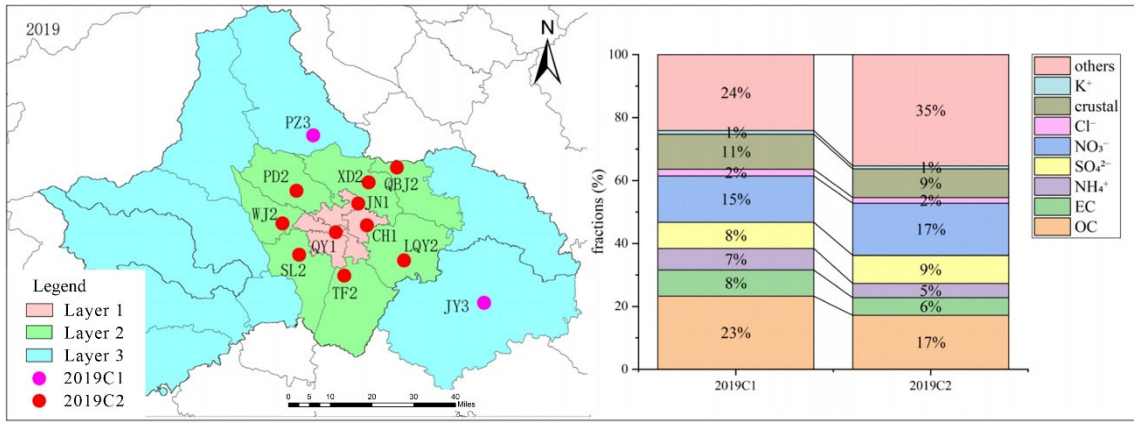 2019
N
PZ3
PD2
XD2
QBJ2
JN1
WJ2
QY1
CH1
LQY2
SL2
TF2
JY3
Legend
Layer 1
Layer 2
Layer 3
2019C1
2019C2
0 5 10 20 30 40
Miles
fractions (%)
100
80
60
40
20
0
24%
1%
11%
2%
15%
8%
7%
8%
23%
35%
1%
9%
2%
17%
9%
5%
6%
17%
2019C1
2019C2
others
K⁺
crustal
Cl⁻
NO₃⁻
SO₄²⁻
NH₄⁺
EC
OC